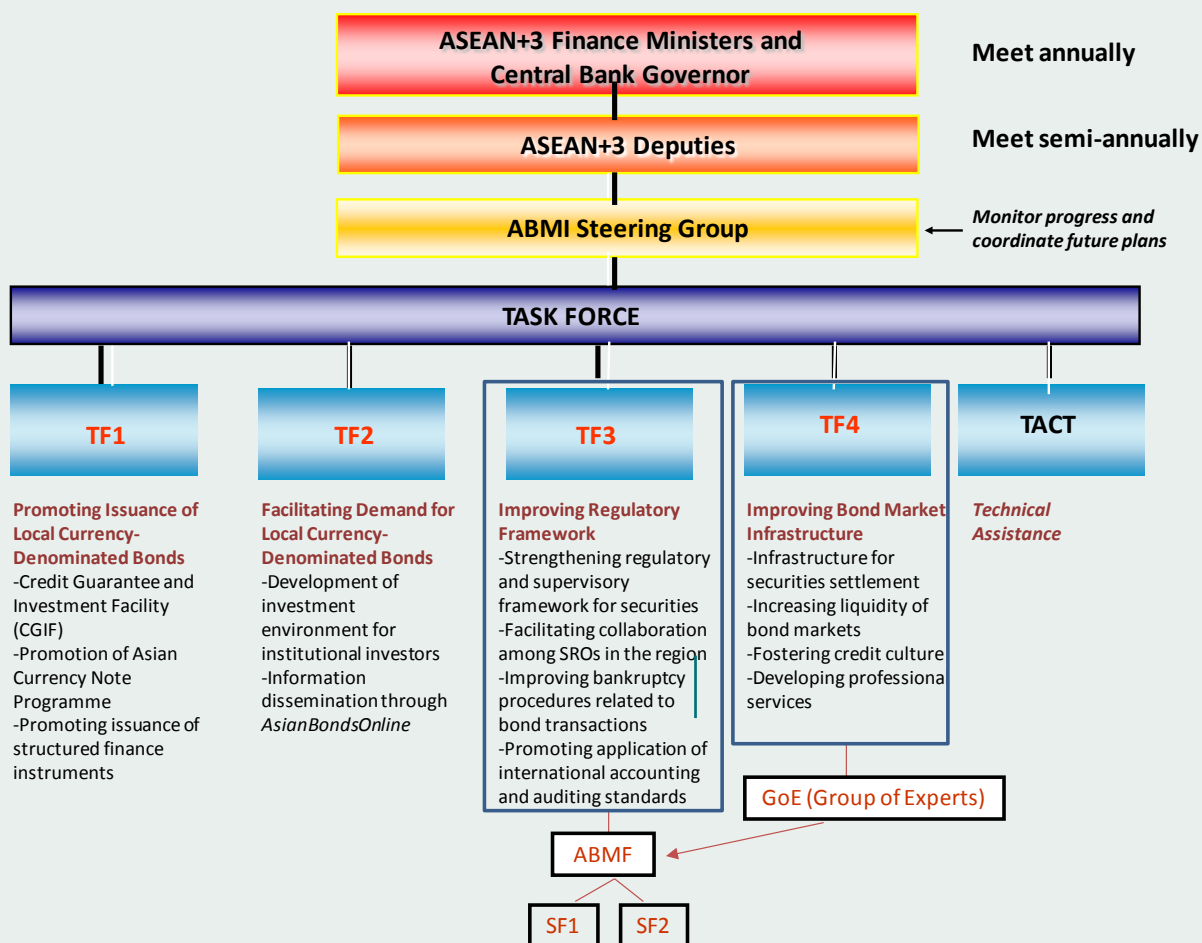 ASEAN+3 Finance Ministers and
Central Bank Governor
Meet annually
ASEAN+3 Deputies
Meet semi-annually
ABMI Steering Group
Monitor progress and
coordinate future plans
TASK FORCE
TF1
TF2
TF3
TF4
TACT
Promoting Issuance of
Local Currency-
Denominated Bonds
-Credit Guarantee and
Investment Facility
(CGIF)
-Promotion of Asian
Currency Note
Programme
-Promoting issuance of
structured finance
instruments
Facilitating Demand for
Local Currency-
Denominated Bonds
-Development of
investment
environment for
institutional investors
-Information
dissemination through
AsianBondsOnline
Improving Regulatory
Framework
-Strengthening regulatory
and supervisory
framework for securities
-Facilitating collaboration
among SROs in the region
-Improving bankruptcy
procedures related to
bond transactions
-Promoting application of
international accounting
and auditing standards
Improving Bond Market
Infrastructure
-Infrastructure for
securities settlement
-Increasing liquidity of
bond markets
-Fostering credit culture
-Developing professiona
services
Technical
Assistance
GoE (Group of Experts)
ABMF
SF1
SF2